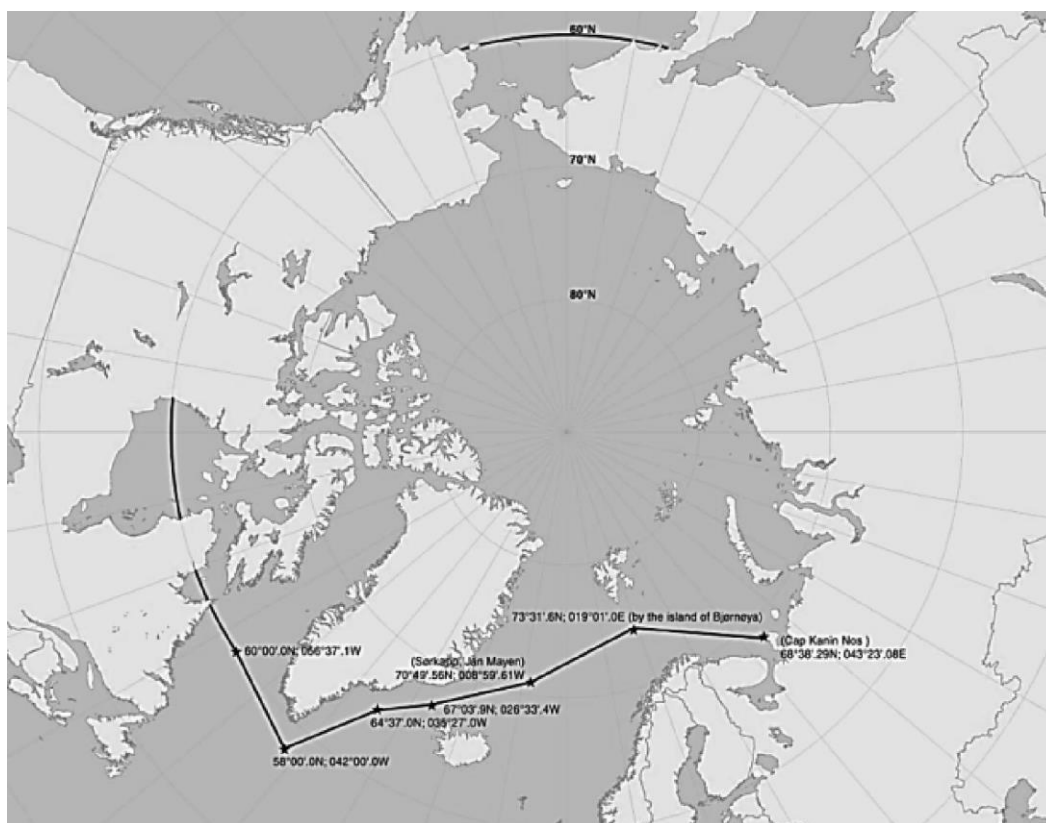 60°N
70°N
80°N
73°31'.6N; 019°01'.0E (by the island of Bjørnøya)
(Cap Kanin Nos )
68°38'.29N; 043°23'.08E
(Sørkapp, Jan Mayen)
70°49'.56N; 008°59'.61W
60°00'.0N; 056°37'.1W
67°03'.9N; 026°33'.4W
64°37'.0N; 035°27'.0W
58°00'.0N; 042°00'.0W